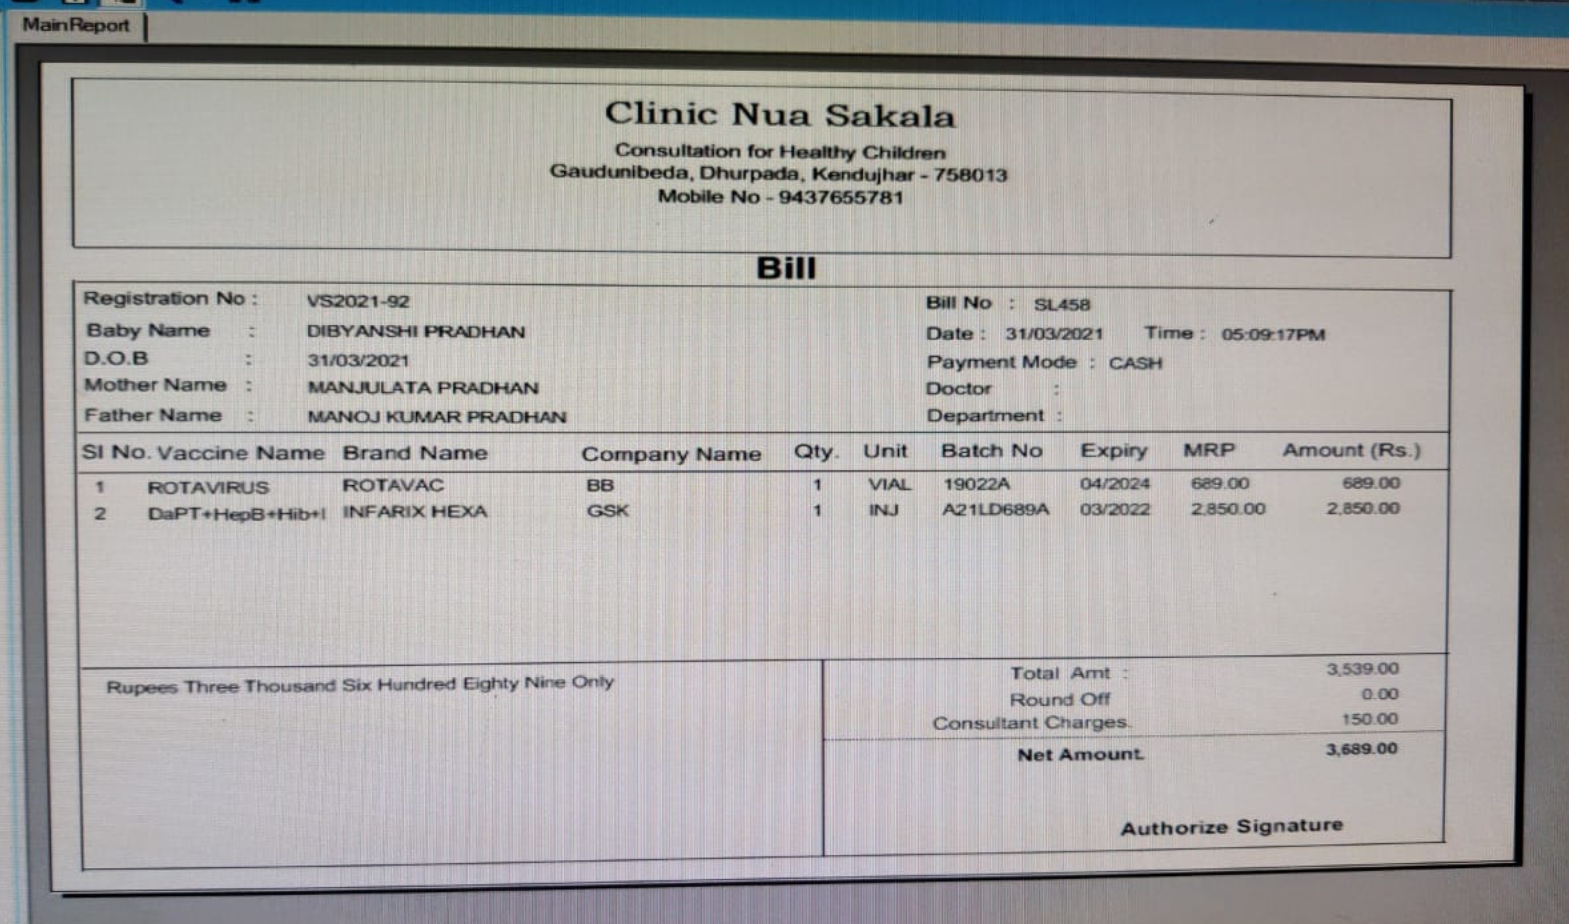 MainReport
Clinic Nua Sakala
Consultation for Healthy Children
Gaudunibeda, Dhurpada, Kendujhar - 758013
Mobile No - 9437655781
Bill
Registration No : VS2021-92 Bill No : SL458
Baby Name : DIBYANSHI PRADHAN Date : 31/03/2021 Time : 05:09:17PM
D.O.B : 31/03/2021 Payment Mode : CASH
Mother Name : MANJULATA PRADHAN Doctor :
Father Name : MANOJ KUMAR PRADHAN Department :
Sl No. Vaccine Name Brand Name Company Name Qty. Unit Batch No Expiry MRP Amount (Rs.)
1 ROTAVIRUS ROTAVAC BB 1 VIAL 19022A 04/2024 689.00 689.00
2 DaPT+HepB+Hib+I INFARIX HEXA GSK 1 INJ A21LD689A 03/2022 2,850.00 2,850.00
Rupees Three Thousand Six Hundred Eighty Nine Only
Total Amt : 3,539.00
Round Off 0.00
Consultant Charges. 150.00
Net Amount. 3,689.00
Authorize Signature